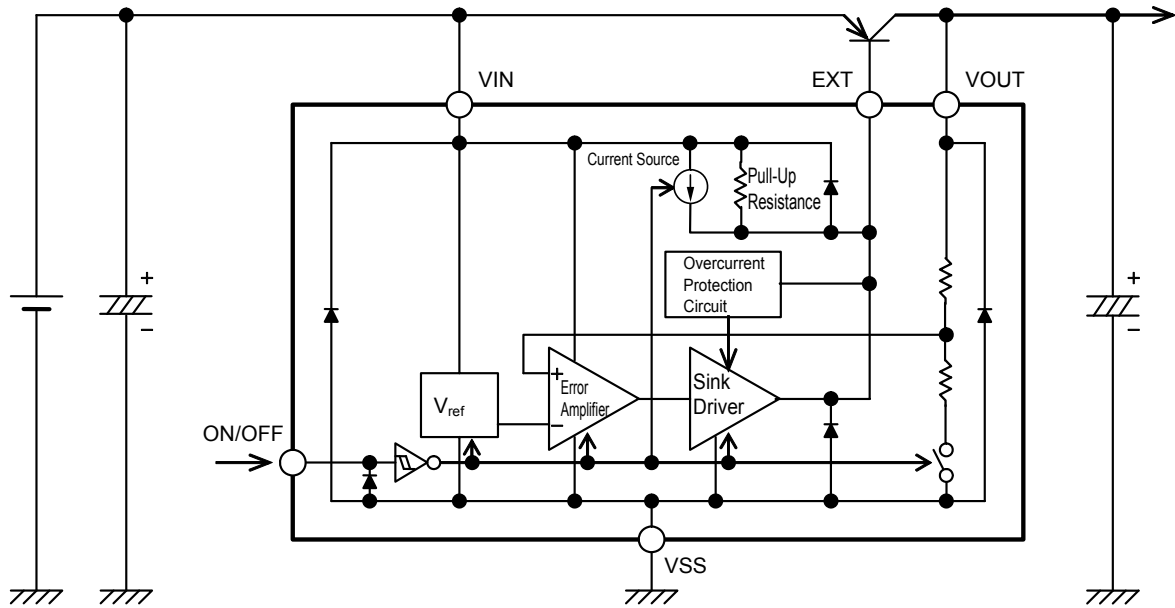 VIN
EXT
VOUT
Current Source
Pull-Up
Resistance
Overcurrent
Protection
Circuit
+
−
+
−
+
Error
Amplifier
−
Sink
Driver
Vref
ON/OFF
VSS